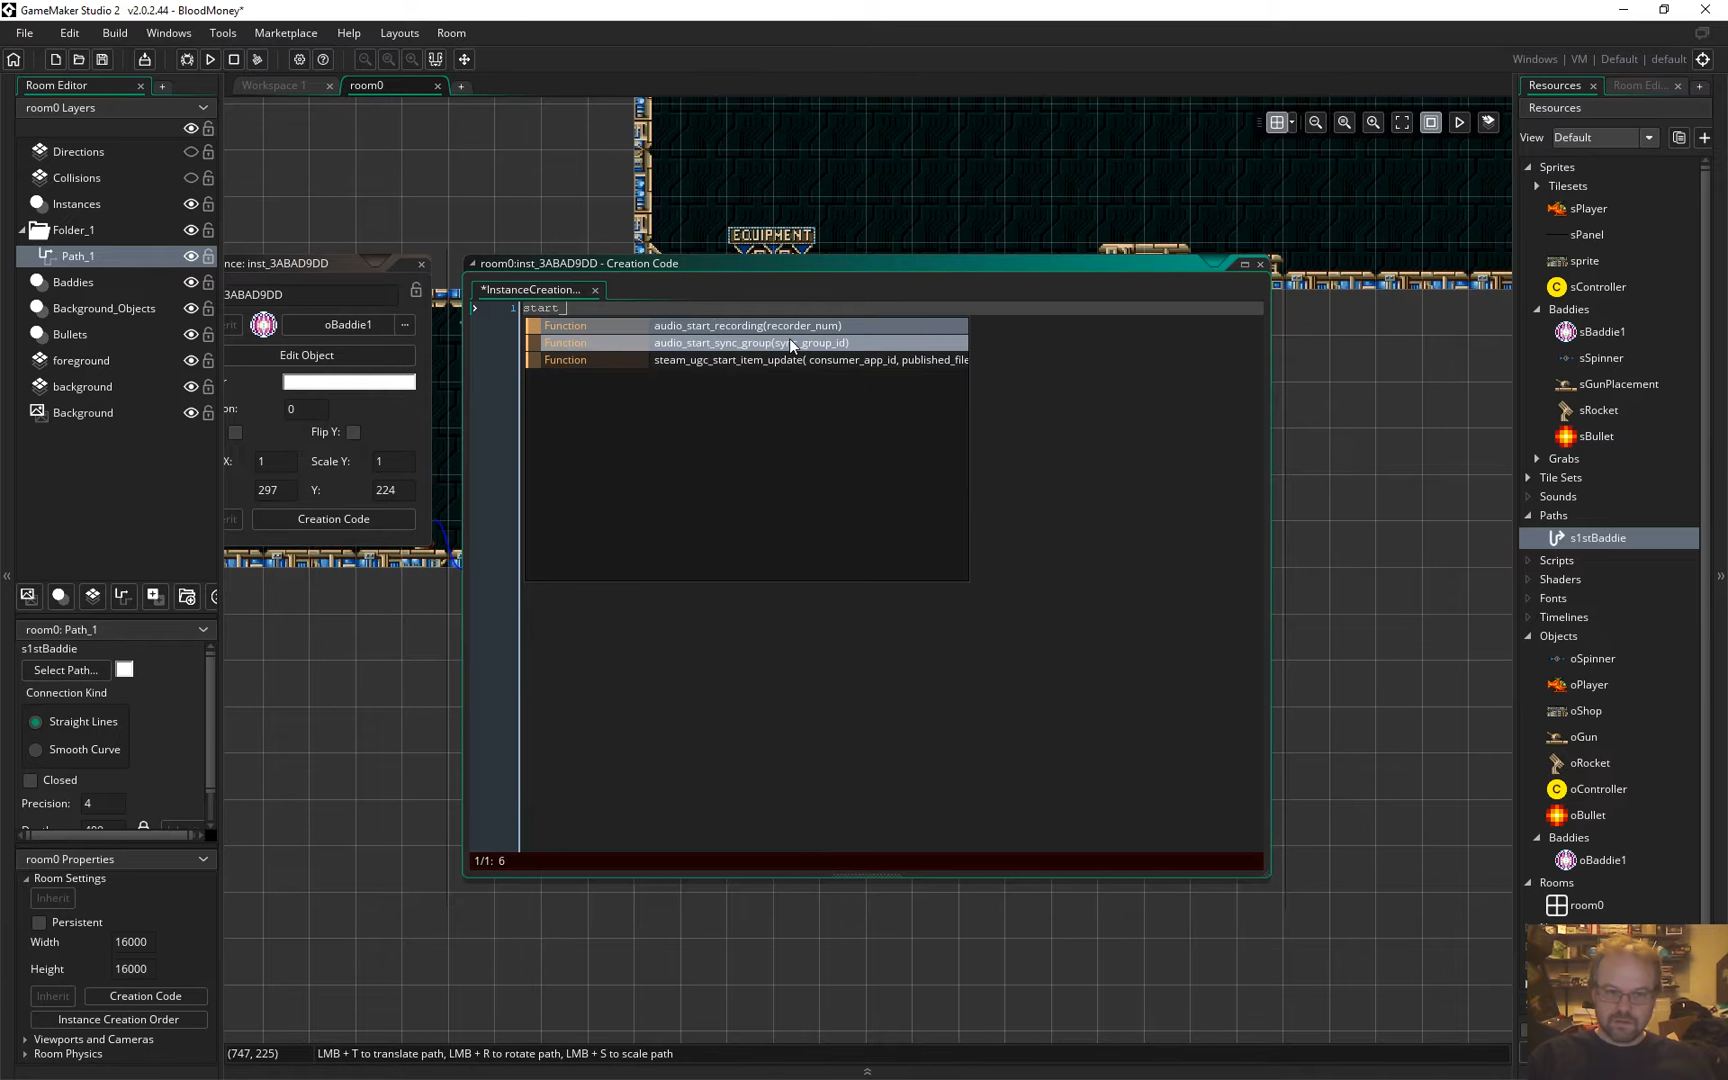 GameMaker Studio 2 v2.0.2.44 - BloodMoney*
File Edit Build Windows Tools Marketplace Help Layouts Room
Windows | VM | Default | default
Room Editor
Workspace 1
room0
Resources
Room Edi...
room0 Layers
Resources
View Default
Directions
Collisions
Instances
Folder_1
Path_1
Baddies
Background_Objects
Bullets
foreground
background
Background
EQUIPMENT
nce: inst_3ABAD9DD
3ABAD9DD
oBaddie1 ...
Edit Object
0
Flip Y:
X: 1 Scale Y: 1
297 Y: 224
Creation Code
room0:inst_3ABAD9DD - Creation Code
*InstanceCreation...
1 start_
Function audio_start_recording(recorder_num)
Function audio_start_sync_group(sync_group_id)
Function steam_ugc_start_item_update( consumer_app_id, published_file
1/1: 6
Sprites
Tilesets
sPlayer
sPanel
sprite
sController
Baddies
sBaddie1
sSpinner
sGunPlacement
sRocket
sBullet
Grabs
Tile Sets
Sounds
Paths
s1stBaddie
Scripts
Shaders
Fonts
Timelines
Objects
oSpinner
oPlayer
oShop
oGun
oRocket
oController
oBullet
Baddies
oBaddie1
Rooms
room0
room0: Path_1
s1stBaddie
Select Path...
Connection Kind
Straight Lines
Smooth Curve
Closed
Precision: 4
room0 Properties
Room Settings
Inherit
Persistent
Width 16000
Height 16000
Inherit Creation Code
Instance Creation Order
Viewports and Cameras
Room Physics
(747, 225) LMB + T to translate path, LMB + R to rotate path, LMB + S to scale path